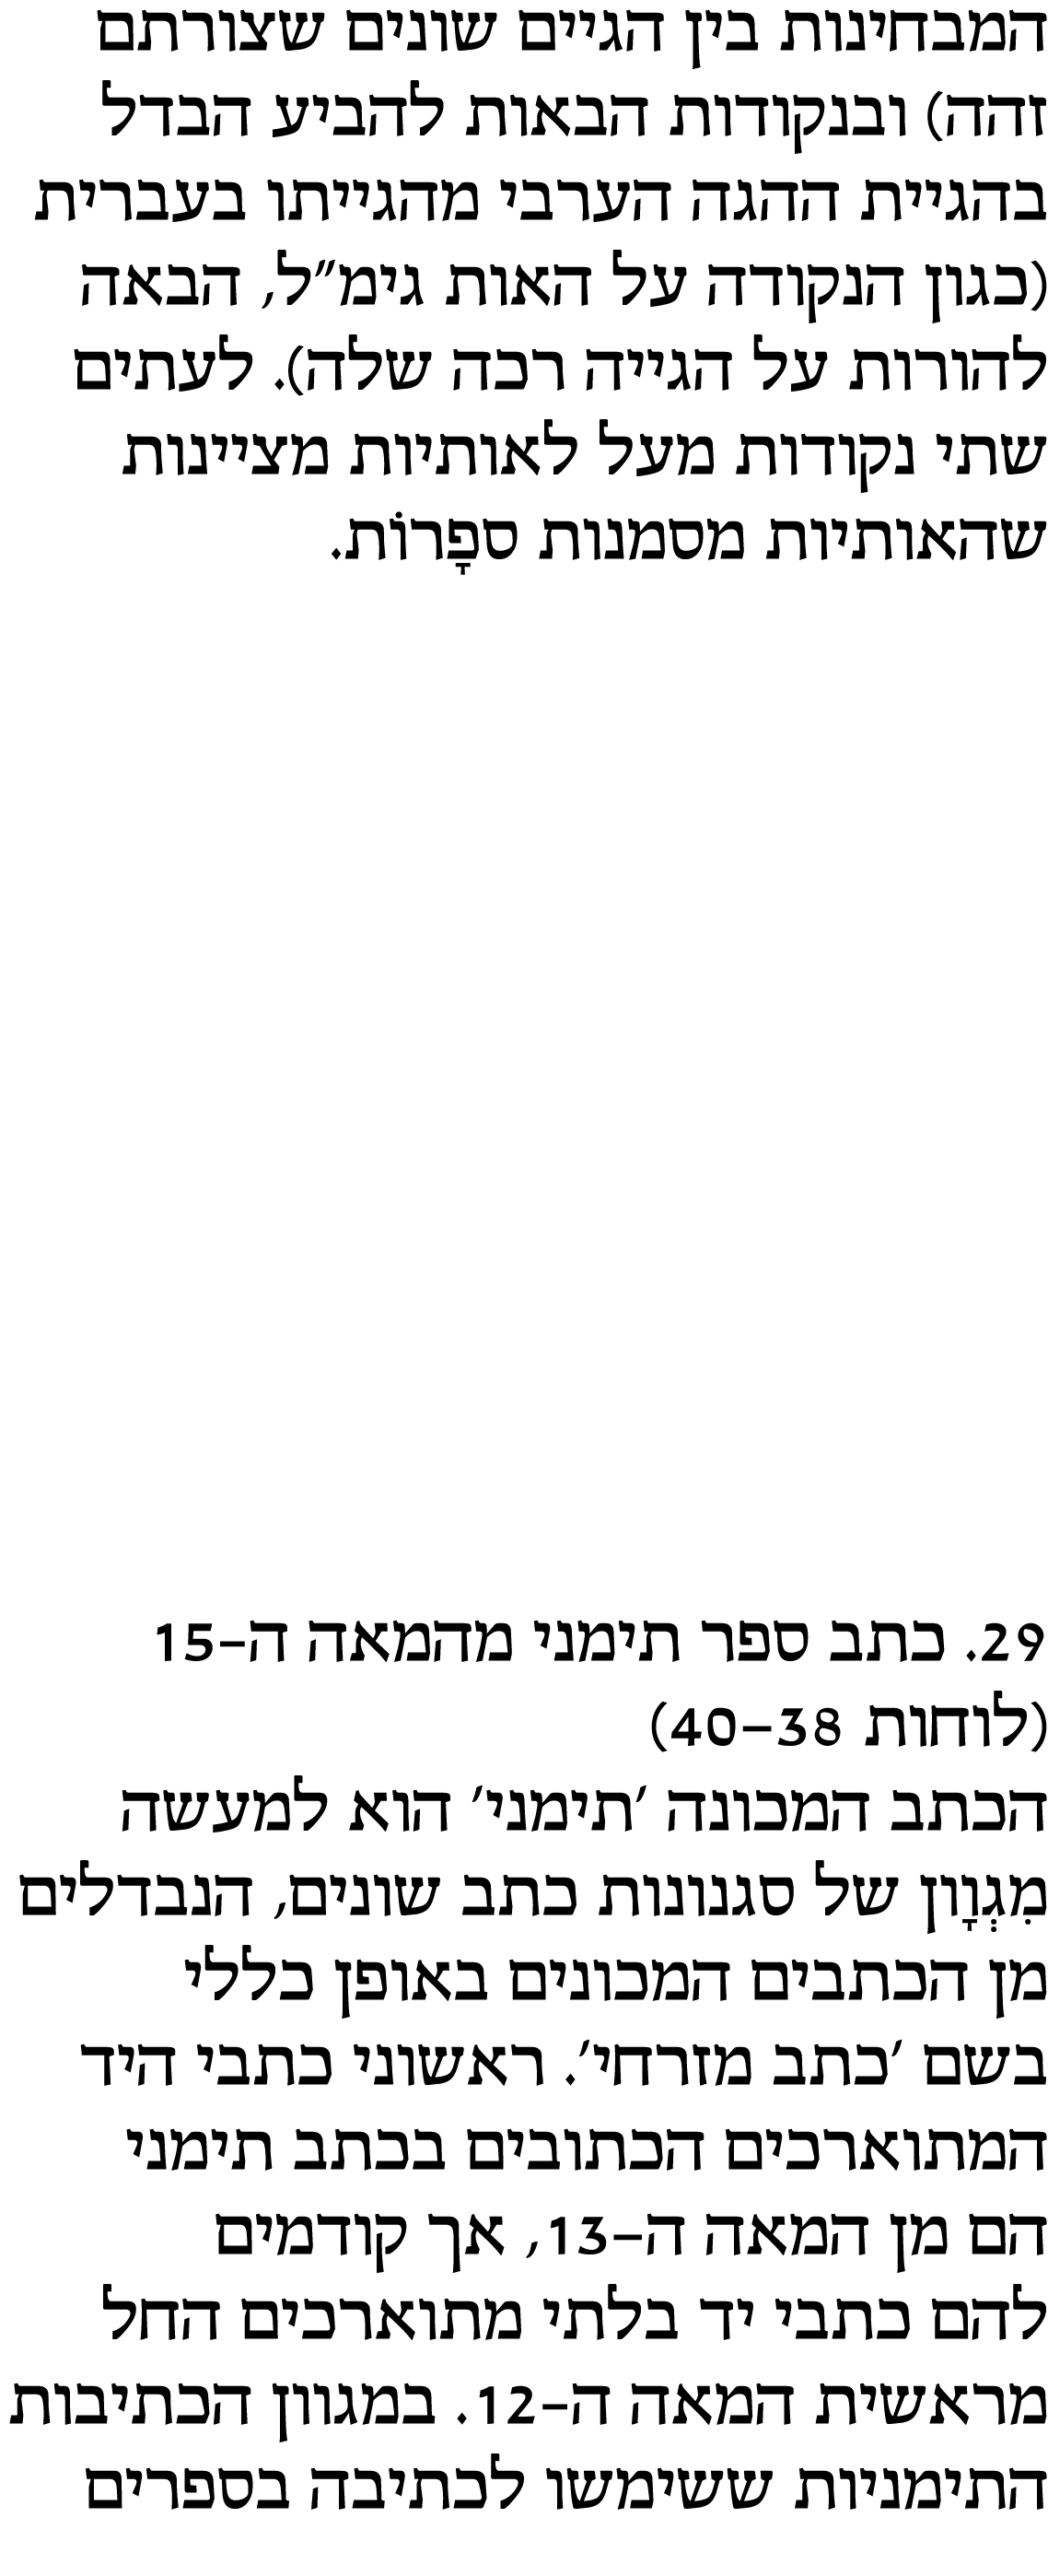 המבחינות בין הגיים שונים שצורתם
זהה) ובנקודות הבאות להביע הבדל
בהגיית ההגה הערבי מהגייתו בעברית
(כגון הנקודה על האות גימ״ל, הבאה
להורות על הגייה רכה שלה). לעתים
שתי נקודות מעל לאותיות מציינות
שהאותיות מסמנות ספָרוֹת.
29. כתב ספר תימני מהמאה ה–15
(לוחות 38–40)
הכתב המכונה ׳תימני׳ הוא למעשה
מִגְוָון של סגנונות כתב שונים, הנבדלים
מן הכתבים המכונים באופן כללי
בשם ׳כתב מזרחי׳. ראשוני כתבי היד
המתוארכים הכתובים בכתב תימני
הם מן המאה ה–13, אך קודמים
להם כתבי יד בלתי מתוארכים החל
מראשית המאה ה–12. במגוון הכתיבות
התימניות ששימשו לכתיבה בספרים